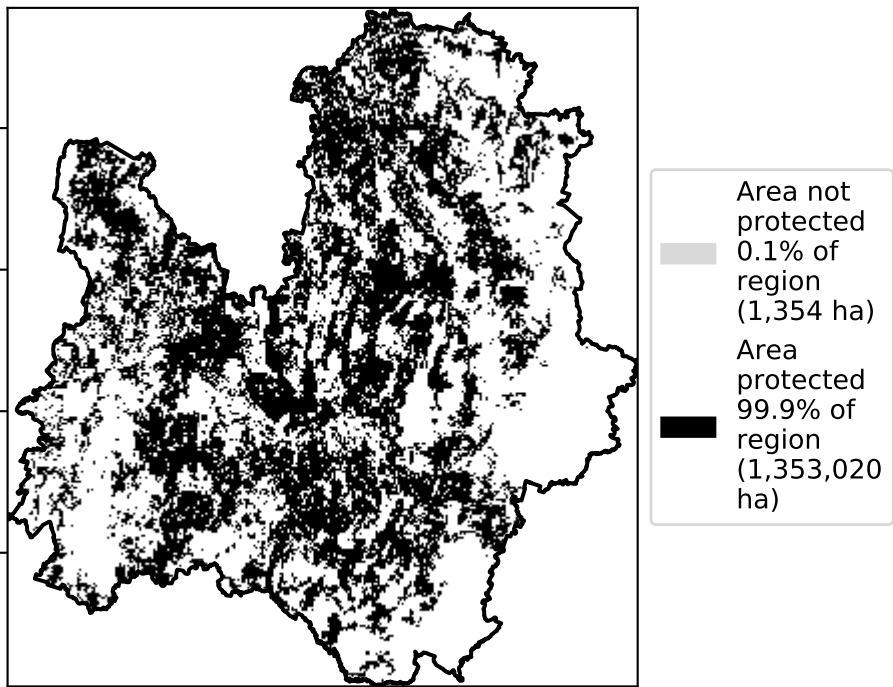 Area not
protected
0.1% of
region
(1,354 ha)
Area
protected
99.9% of
region
(1,353,020
ha)